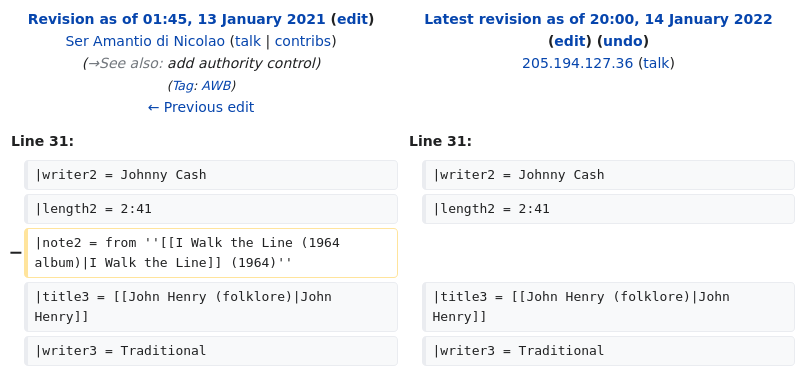 Revision as of 01:45, 13 January 2021 (edit)
Ser Amantio di Nicolao (talk | contribs)
(→See also: add authority control)
(Tag: AWB)
← Previous edit
Latest revision as of 20:00, 14 January 2022
(edit) (undo)
205.194.127.36 (talk)
Line 31:
Line 31:
|writer2 = Johnny Cash
|writer2 = Johnny Cash
|length2 = 2:41
|length2 = 2:41
− |note2 = from ''[[I Walk the Line (1964
album)|I Walk the Line]] (1964)''
|title3 = [[John Henry (folklore)|John
Henry]]
|title3 = [[John Henry (folklore)|John
Henry]]
|writer3 = Traditional
|writer3 = Traditional